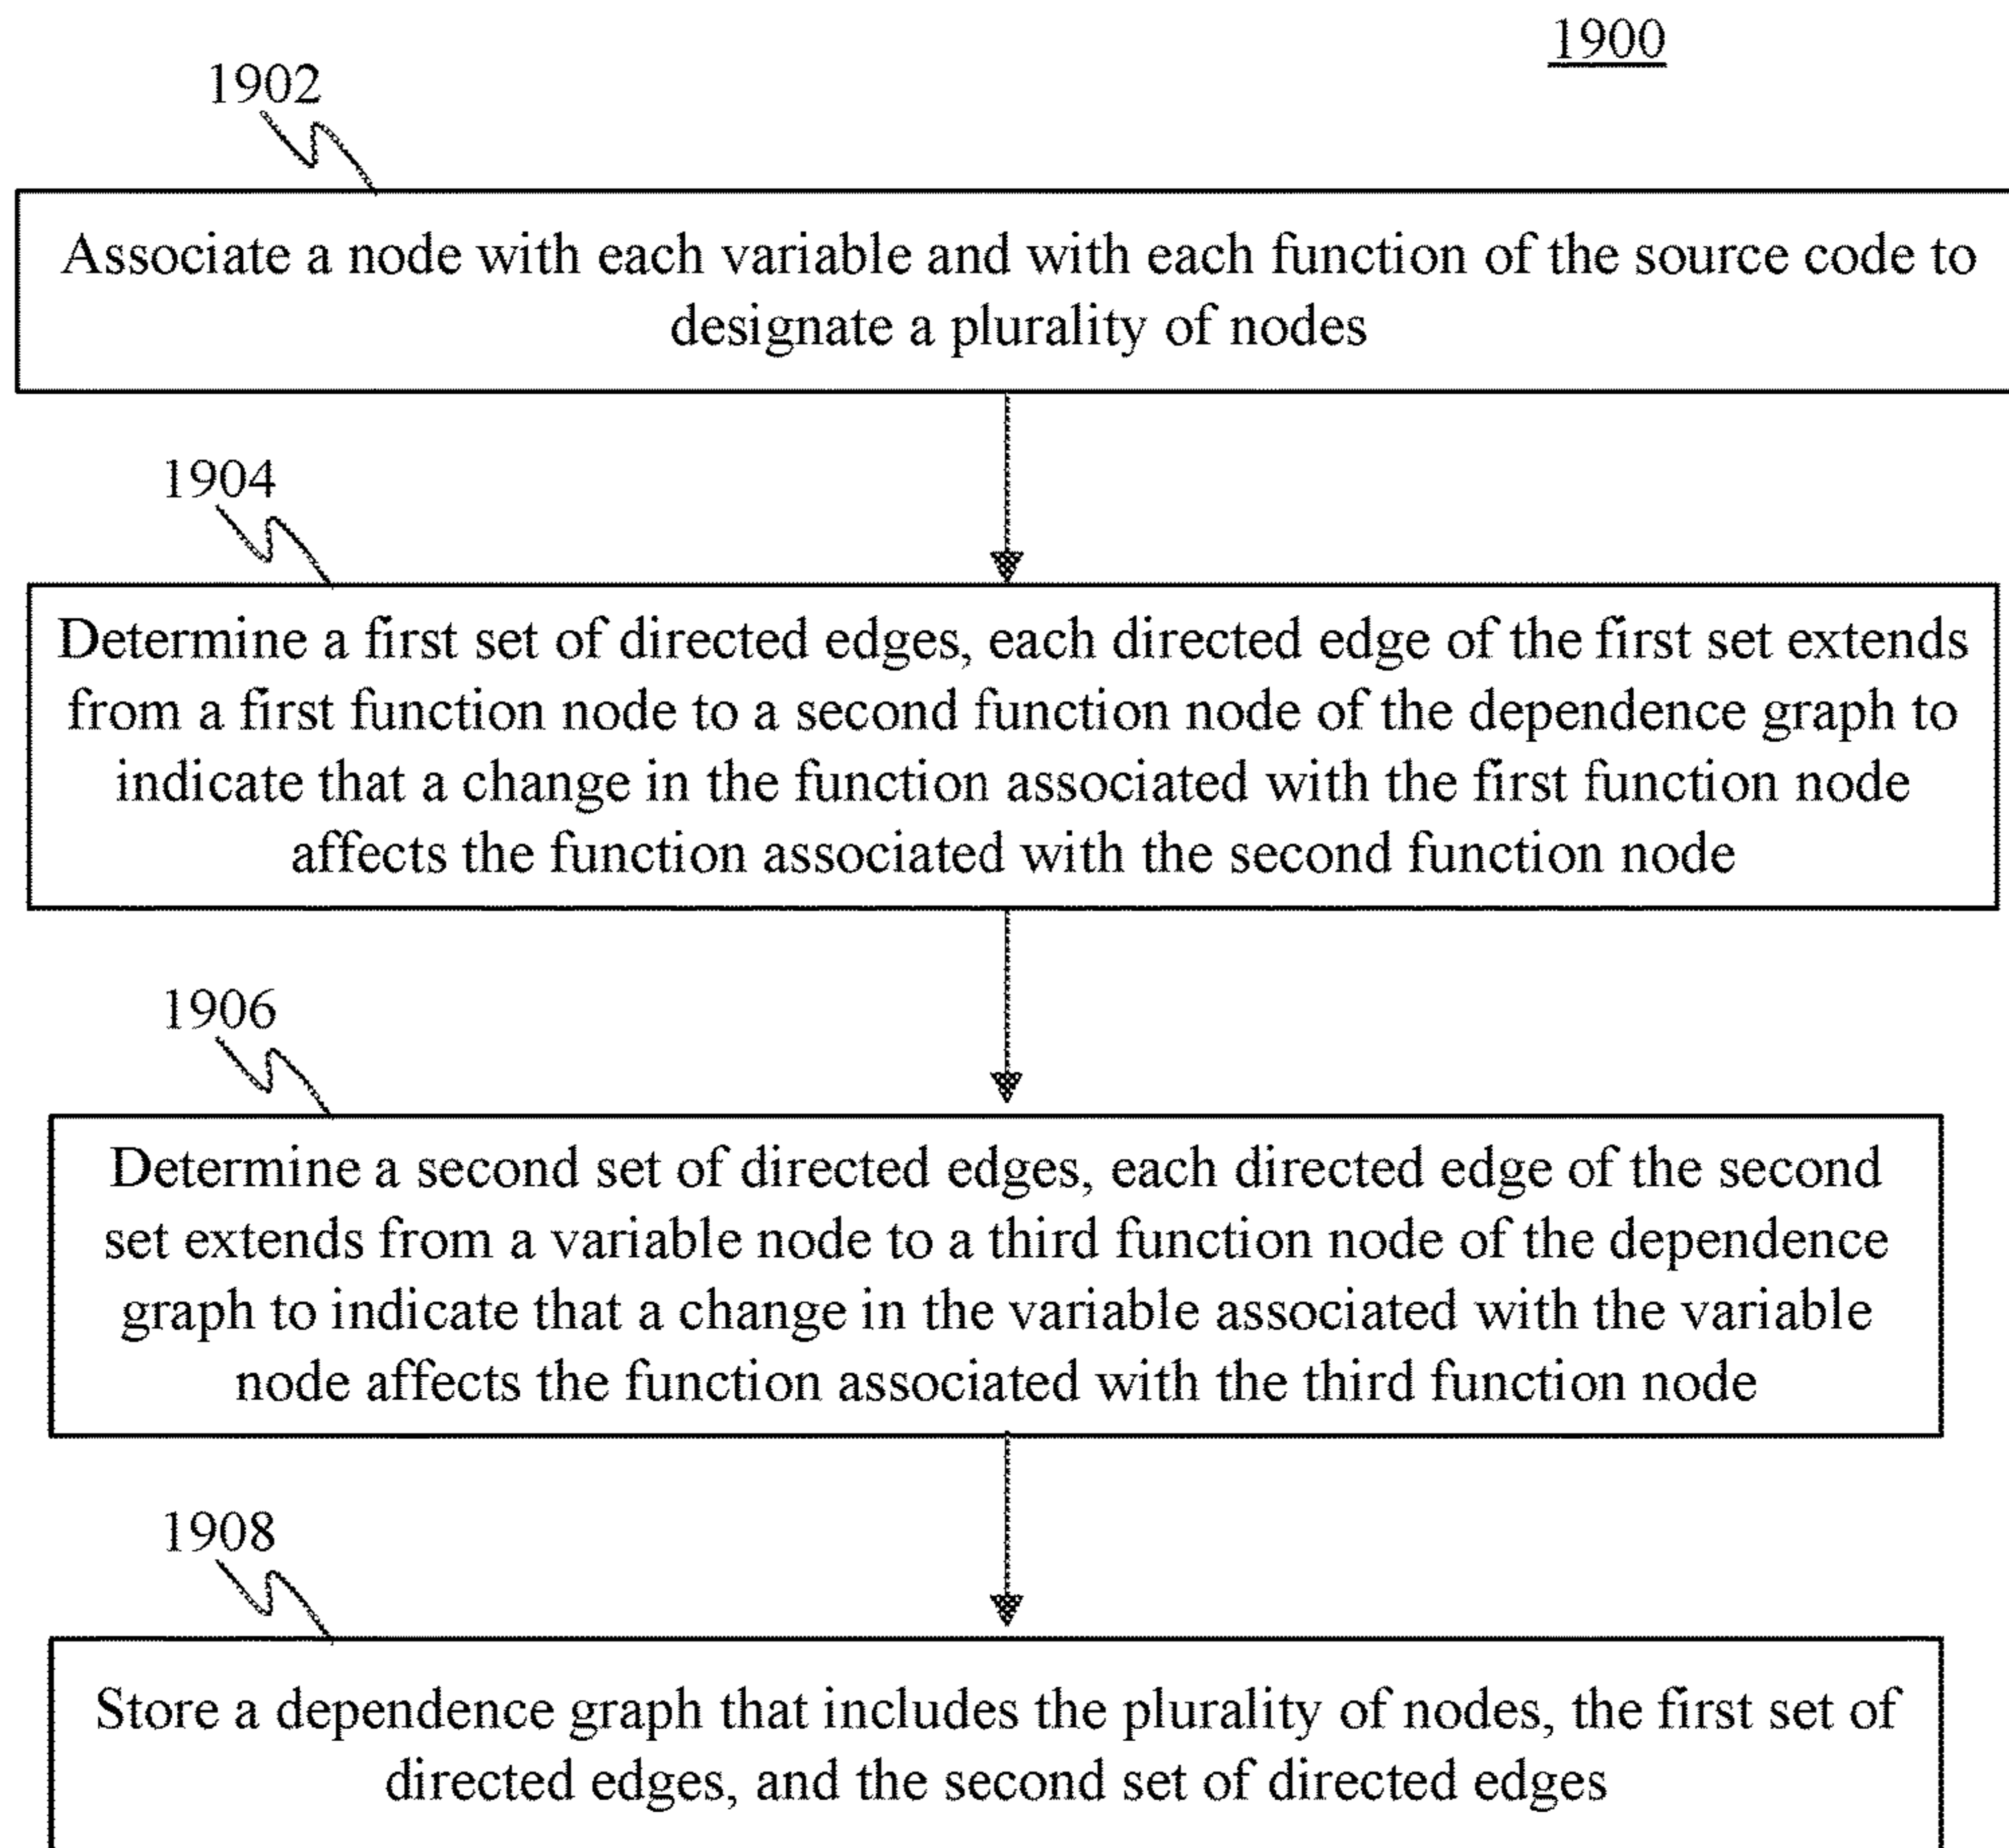 1900
1902
Associate a node with each variable and with each function of the source code to
designate a plurality of nodes
1904
Determine a first set of directed edges, each directed edge of the first set extends
from a first function node to a second function node of the dependence graph to
indicate that a change in the function associated with the first function node
affects the function associated with the second function node
1906
Determine a second set of directed edges, each directed edge of the second
set extends from a variable node to a third function node of the dependence
graph to indicate that a change in the variable associated with the variable
node affects the function associated with the third function node
1908
Store a dependence graph that includes the plurality of nodes, the first set of
directed edges, and the second set of directed edges